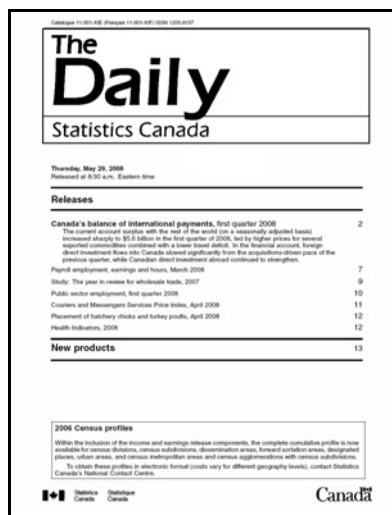 Catalogue 11-001-XIE (Français 11-001-XIF) ISSN 1205-9137
The
Daily
Statistics Canada
Thursday, May 29, 2008
Released at 8:30 a.m. Eastern time
Releases
Canada's balance of international payments, first quarter 2008 2
The current account surplus with the rest of the world (on a seasonally adjusted basis)
increased sharply to $5.6 billion in the first quarter of 2008, led by higher prices for several
exported commodities combined with a lower travel deficit. In the financial account, foreign
direct investment flows into Canada slowed significantly from the acquisitions-driven pace of the
previous quarter, while Canadian direct investment abroad continued to strengthen.
Payroll employment, earnings and hours, March 2008 7
Study: The year in review for wholesale trade, 2007 9
Public sector employment, first quarter 2008 10
Couriers and Messengers Services Price Index, April 2008 11
Placement of hatchery chicks and turkey poults, April 2008 12
Health Indicators, 2008 12
New products 13
2006 Census profiles
Within the inclusion of the income and earnings release components, the complete cumulative profile is now
available for census divisions, census subdivisions, dissemination areas, forward sortation areas, designated
places, urban areas, and census metropolitan areas and census agglomerations with census subdivisions.
To obtain these profiles in electronic format (costs vary for different geography levels), contact Statistics
Canada's National Contact Centre.
Statistics Statistique
Canada Canada
Canada